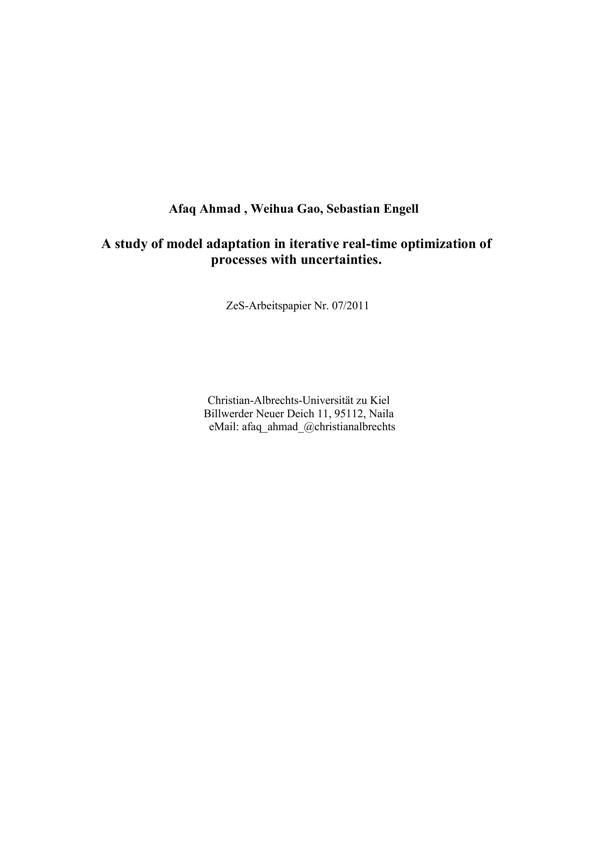 Afaq Ahmad , Weihua Gao, Sebastian Engell
A study of model adaptation in iterative real-time optimization of
processes with uncertainties.
ZeS-Arbeitspapier Nr. 07/2011
Christian-Albrechts-Universität zu Kiel
Billwerder Neuer Deich 11, 95112, Naila
eMail: afaq_ahmad_@christianalbrechts